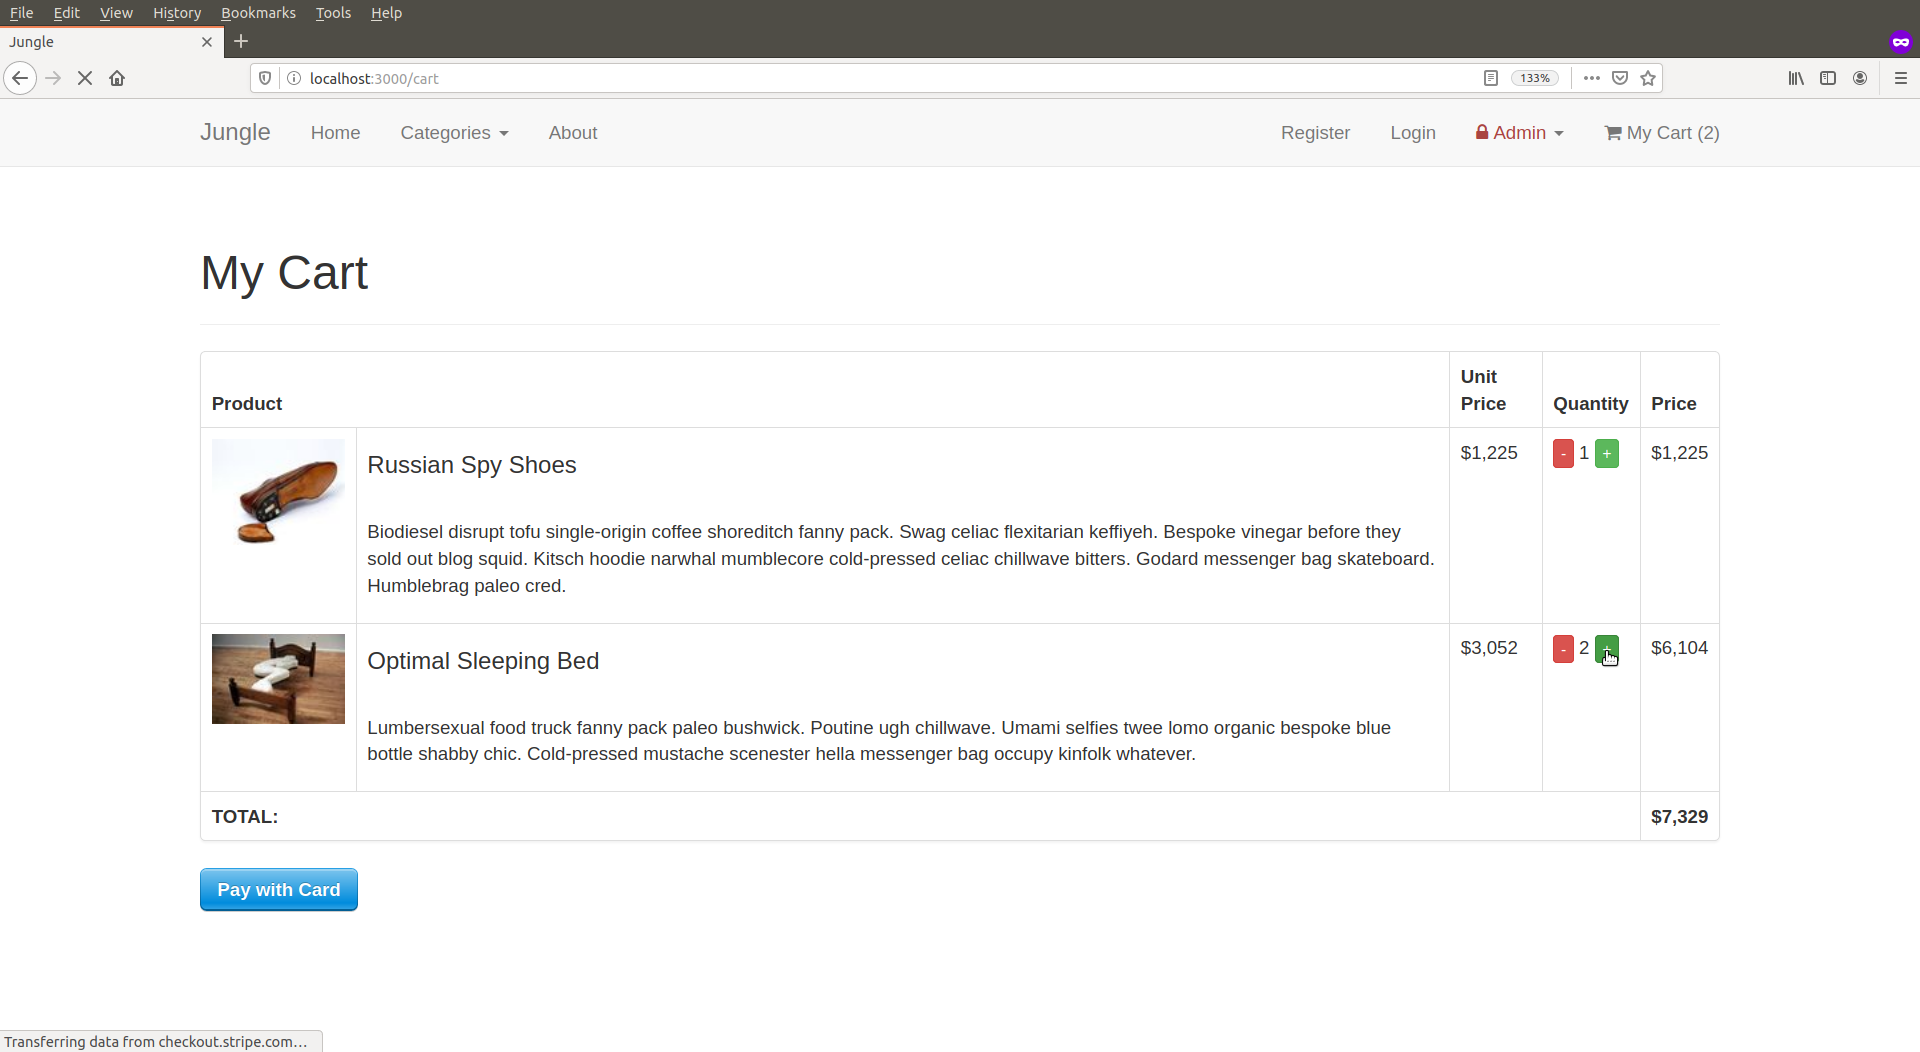 File Edit View History Bookmarks Tools Help
Jungle
localhost:3000/cart 133%
Jungle Home Categories About Register Login Admin My Cart (2)
My Cart
Product Unit Price Quantity Price
Russian Spy Shoes $1,225 - 1 + $1,225
Biodiesel disrupt tofu single-origin coffee shoreditch fanny pack. Swag celiac flexitarian keffiyeh. Bespoke vinegar before they
sold out blog squid. Kitsch hoodie narwhal mumblecore cold-pressed celiac chillwave bitters. Godard messenger bag skateboard.
Humblebrag paleo cred.
Optimal Sleeping Bed $3,052 - 2 + $6,104
Lumbersexual food truck fanny pack paleo bushwick. Poutine ugh chillwave. Umami selfies twee lomo organic bespoke blue
bottle shabby chic. Cold-pressed mustache scenester hella messenger bag occupy kinfolk whatever.
TOTAL: $7,329
Pay with Card
Transferring data from checkout.stripe.com…